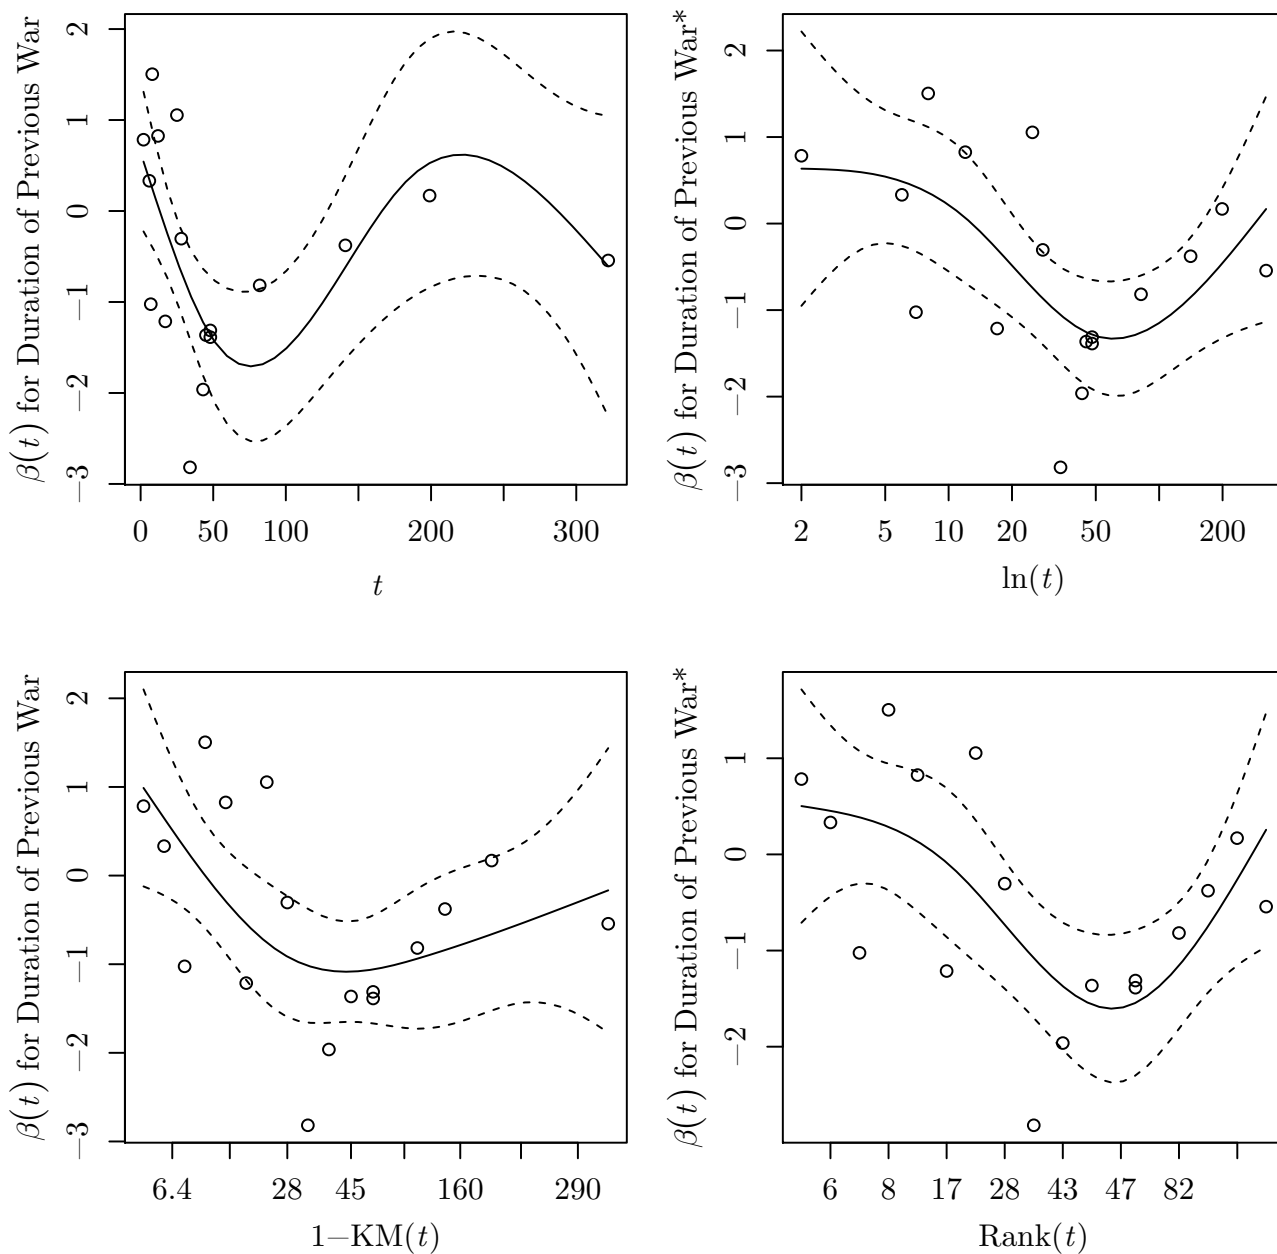 β(t) for Duration of Previous War
2
1
0
−1
−2
−3
0 50 100 200 300
t
β(t) for Duration of Previous War*
2
1
0
−1
−2
−3
2 5 10 20 50 200
ln(t)
β(t) for Duration of Previous War
2
1
0
−1
−2
−3
6.4 28 45 160 290
1−KM(t)
β(t) for Duration of Previous War*
1
0
−1
−2
6 8 17 28 43 47 82
Rank(t)